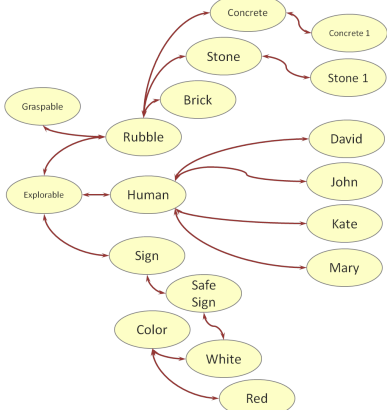 Concrete
Concrete 1
Stone
Stone 1
Brick
Graspable
Rubble
David
John
Explorable
Human
Kate
Mary
Sign
Safe
Sign
Color
White
Red